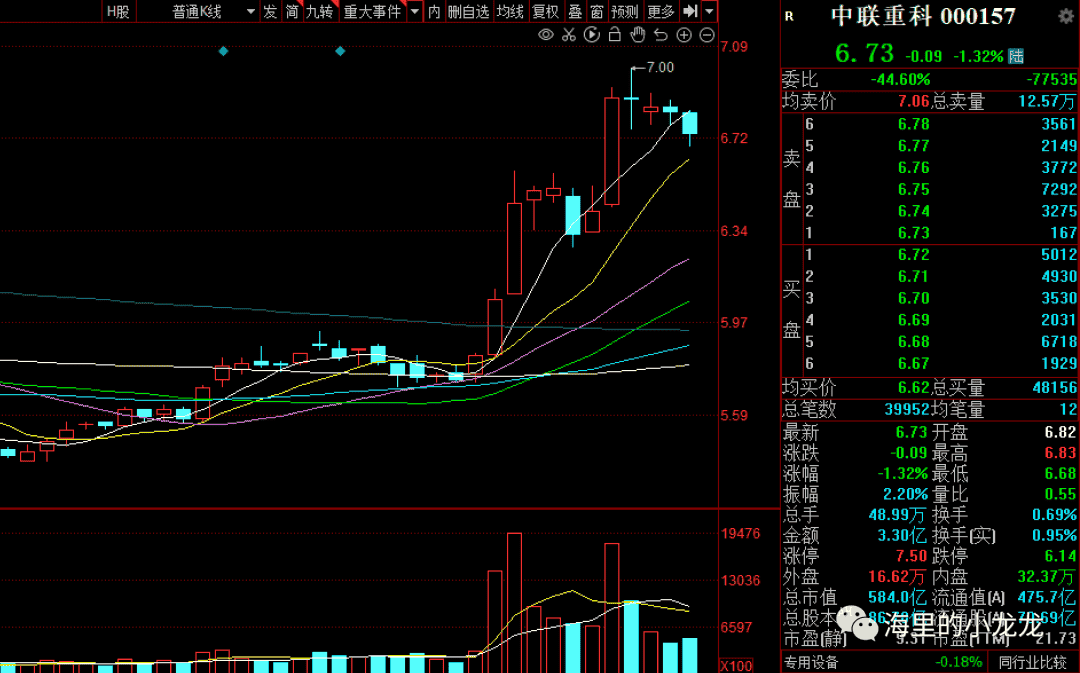 H股 普通K线 发 简 九转 重大事件 内 删自选 均线 复权 叠 窗 预测 更多
R 中联重科 000157
6.73 -0.09 -1.32% 陆
7.09
7.00
6.72
6.34
5.97
5.59
19476
13036
6597
X100
委比 -44.60% -77535
均卖价 7.06 总卖量 12.57万
卖盘
6 6.78 3561
5 6.77 2149
4 6.76 3772
3 6.75 7292
2 6.74 3275
1 6.73 167
买盘
1 6.72 5012
2 6.71 4930
3 6.70 3530
4 6.69 2031
5 6.68 6718
6 6.67 1929
均买价 6.62 总买量 48156
总笔数 39952 均笔量 12
最新 6.73 开盘 6.82
涨跌 -0.09 最高 6.83
涨幅 -1.32% 最低 6.68
振幅 2.20% 量比 0.55
总手 48.99万 换手 0.69%
金额 3.30亿 换手(实) 0.95%
涨停 7.50 跌停 6.14
外盘 16.62万 内盘 32.37万
总市值 584.0亿 流通值(A) 475.7亿
总股本
市盈(静) 市盈(TTM) 21.73
海里的小龙龙
专用设备 -0.18% 同行业比较